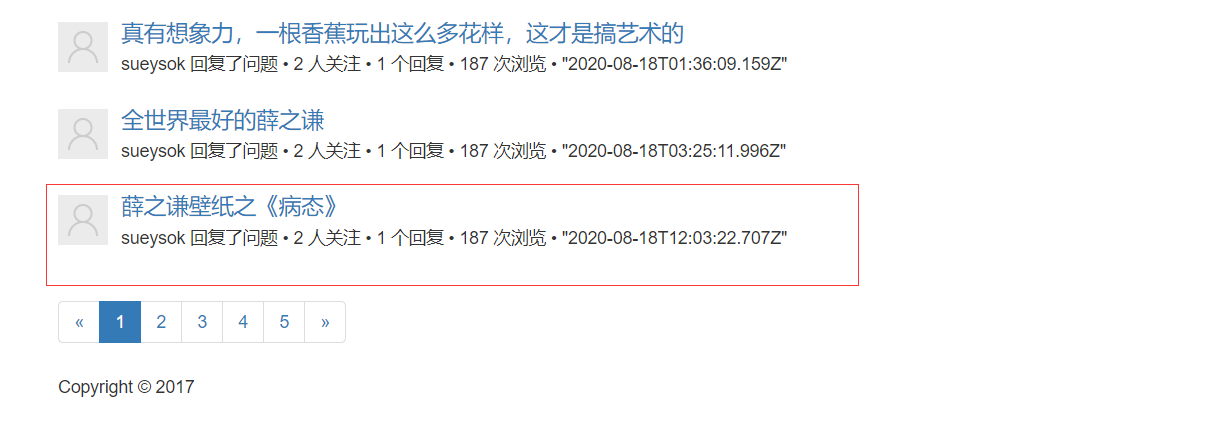 真有想象力，一根香蕉玩出这么多花样，这才是搞艺术的
sueysok 回复了问题 • 2 人关注 • 1 个回复 • 187 次浏览 • "2020-08-18T01:36:09.159Z"
全世界最好的薛之谦
sueysok 回复了问题 • 2 人关注 • 1 个回复 • 187 次浏览 • "2020-08-18T03:25:11.996Z"
薛之谦壁纸之《病态》
sueysok 回复了问题 • 2 人关注 • 1 个回复 • 187 次浏览 • "2020-08-18T12:03:22.707Z"
« 1 2 3 4 5 »
Copyright © 2017